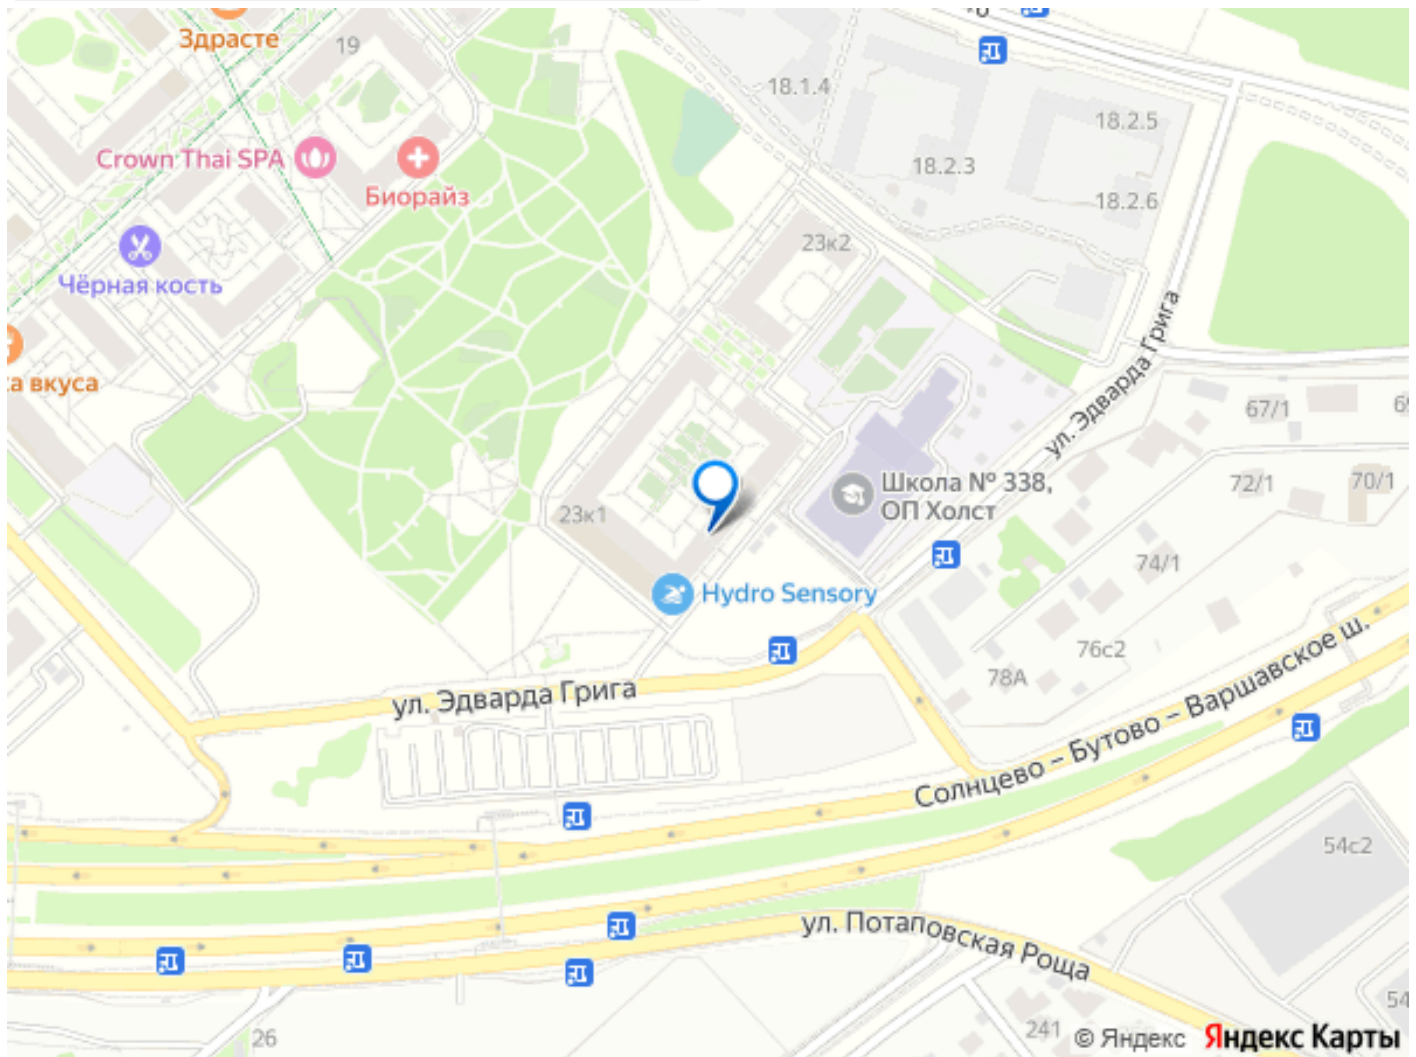 Здрасте
19
18.1.4
18.2.5
Crown Thai SPA
18.2.3
Биорайз
18.2.6
23к2
Чёрная кость
ул. Эдварда Грига
а вкуса
67/1
Школа № 338,
ОП Холст
72/1
70/1
23к1
74/1
Hydro Sensory
76с2
78А
ул. Эдварда Грига
Солнцево – Бутово – Варшавское ш.
54с2
ул. Потаповская Роща
54
26
241
© Яндекс
Яндекс Карты